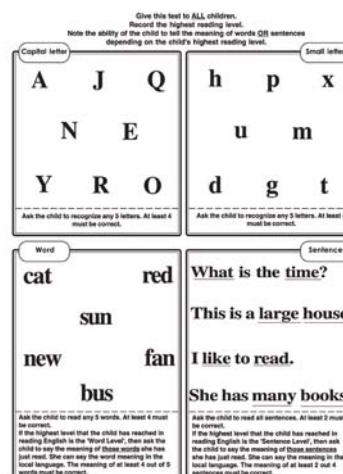 Give this test to ALL children.
Record the highest reading level.
Note the ability of the child to tell the meaning of words OR sentences
depending on the child's highest reading level.
Capital letter
A J Q
N E
Y R O
Ask the child to recognize any 5 letters. At least 4
must be correct.
Small letter
h p x
u m
d g t
Ask the child to recognize any 5 letters. At least
must be correct.
Word
cat red
sun
new fan
bus
Ask the child to read any 5 words. At least 4 must
be correct.
If the highest level that the child has reached in
reading English is the 'Word Level', then ask the
child to say the meaning of those words she has
just read. She can say the word meaning in the
local language. The meaning of at least 4 out of 5
words must be correct.
Sentence
What is the time?
This is a large house
I like to read.
She has many books
Ask the child to read all sentences. At least 2 must
be correct.
If the highest level that the child has reached in
reading English is the 'Sentence Level', then ask
the child to say the meaning of those sentences
she has just read. She can say the meaning in the
local language. The meaning of at least 2 out 4
sentences must be correct.